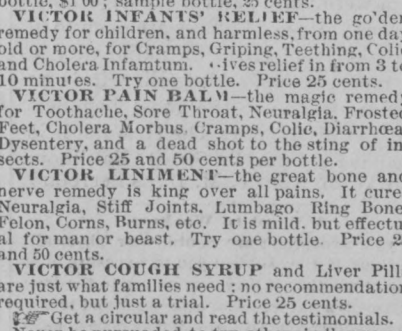 bottle, $1 00; sample bottle, 25 cents.
VICTOR INFANTS' RELIEF—the go'den
remedy for children, and harmless, from one da
old or more, for Cramps, Griping, Teething, Colic
and Cholera Infamtum. ives relief in from 3 to
10 minutes. Try one bottle. Price 25 cents.
VICTOR PAIN BALM—the magic remed
for Toothache, Sore Throat, Neuralgia, Frosted
Feet, Cholera Morbus Cramps, Colic, Diarrhœa
Dysentery, and a dead shot to the sting of in
sects. Price 25 and 50 cents per bottle.
VICTOR LINIMENT—the great bone and
nerve remedy is king over all pains. It cure
Neuralgia, Stiff Joints, Lumbago Ring Bone
Felon, Corns, Burns, etc. It is mild, but effectu
al for man or beast. Try one bottle Price 2
and 50 cents.
VICTOR COUGH SYRUP and Liver Pill
are just what families need: no recommendation
required, but just a trial. Price 25 cents.
☞Get a circular and read the testimonials.